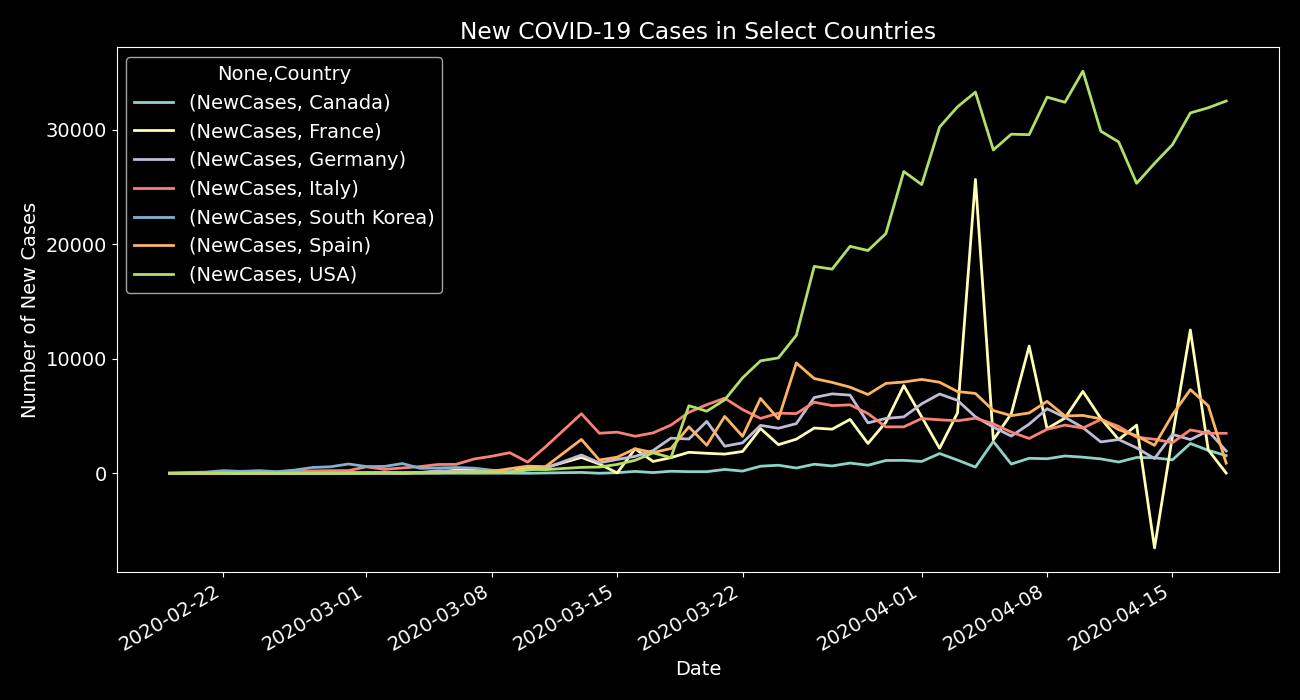 New COVID-19 Cases in Select Countries
None,Country
(NewCases, Canada)
(NewCases, France)
(NewCases, Germany)
(NewCases, Italy)
(NewCases, South Korea)
(NewCases, Spain)
(NewCases, USA)
Number of New Cases
30000
20000
10000
0
2020-02-22
2020-03-01
2020-03-08
2020-03-15
2020-03-22
2020-04-01
2020-04-08
2020-04-15
Date